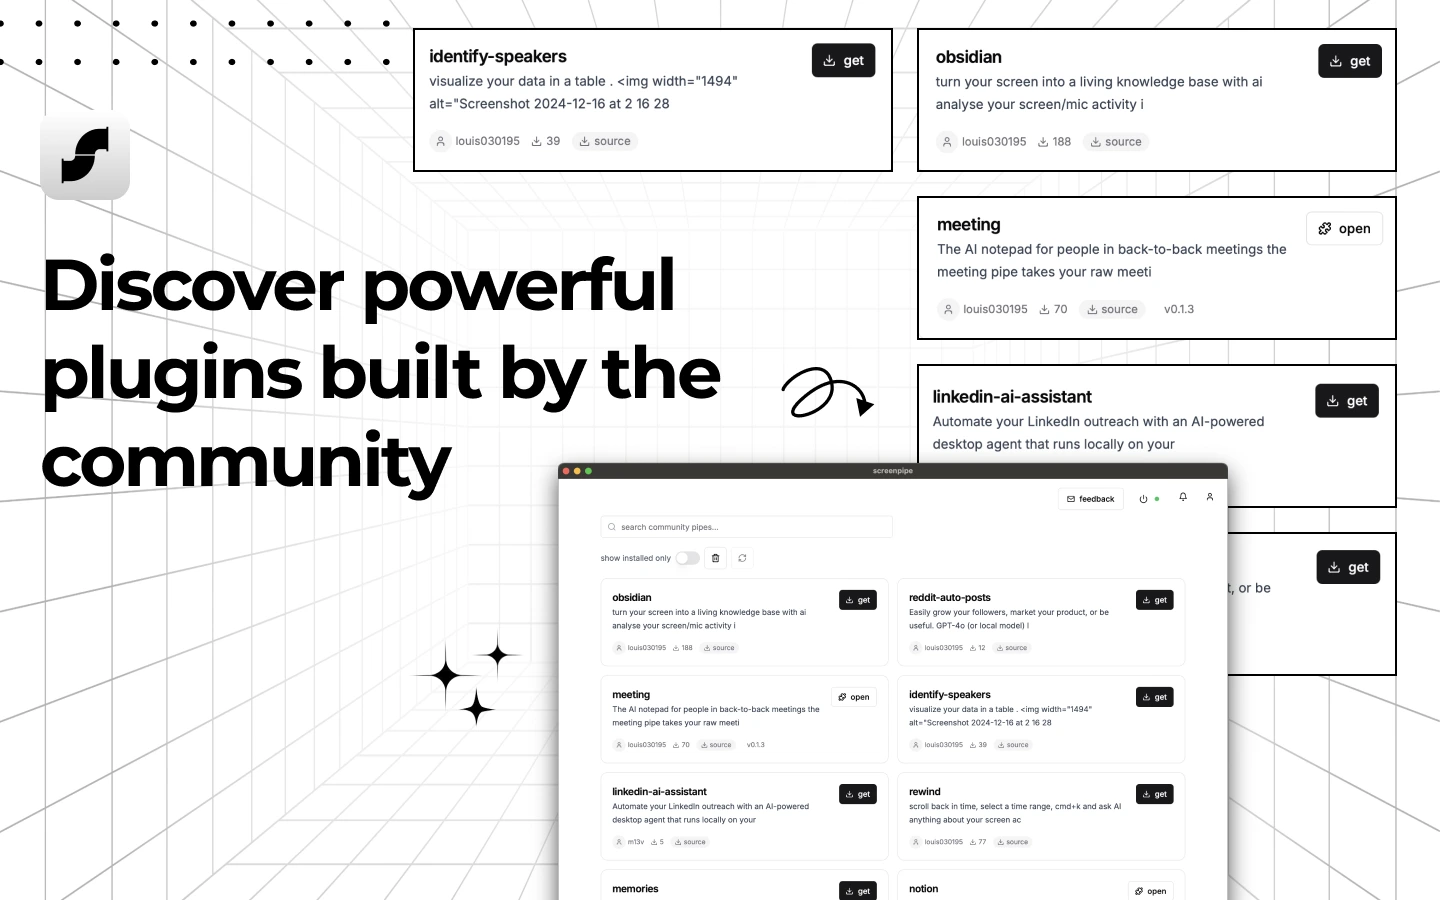 identify-speakers
get
visualize your data in a table . <img width="1494"
alt="Screenshot 2024-12-16 at 2 16 28
louis030195 39 source
obsidian
get
turn your screen into a living knowledge base with ai
analyse your screen/mic activity i
louis030195 188 source
meeting
open
The AI notepad for people in back-to-back meetings the
meeting pipe takes your raw meeti
louis030195 70 source v0.1.3
Discover powerful
plugins built by the
community
linkedin-ai-assistant
get
Automate your LinkedIn outreach with an AI-powered
desktop agent that runs locally on your
get
t, or be
screenpipe
feedback
search community pipes...
show installed only
obsidian
get
turn your screen into a living knowledge base with ai
analyse your screen/mic activity i
louis030195 188 source
reddit-auto-posts
get
Easily grow your followers, market your product, or be
useful. GPT-4o (or local model) l
louis030195 12 source
meeting
open
The AI notepad for people in back-to-back meetings the
meeting pipe takes your raw meeti
louis030195 70 source v0.1.3
identify-speakers
get
visualize your data in a table . <img width="1494"
alt="Screenshot 2024-12-16 at 2 16 28
louis030195 39 source
linkedin-ai-assistant
get
Automate your LinkedIn outreach with an AI-powered
desktop agent that runs locally on your
m13v 5 source
rewind
get
scroll back in time, select a time range, cmd+k and ask AI
anything about your screen ac
louis030195 77 source
memories
get
notion
open